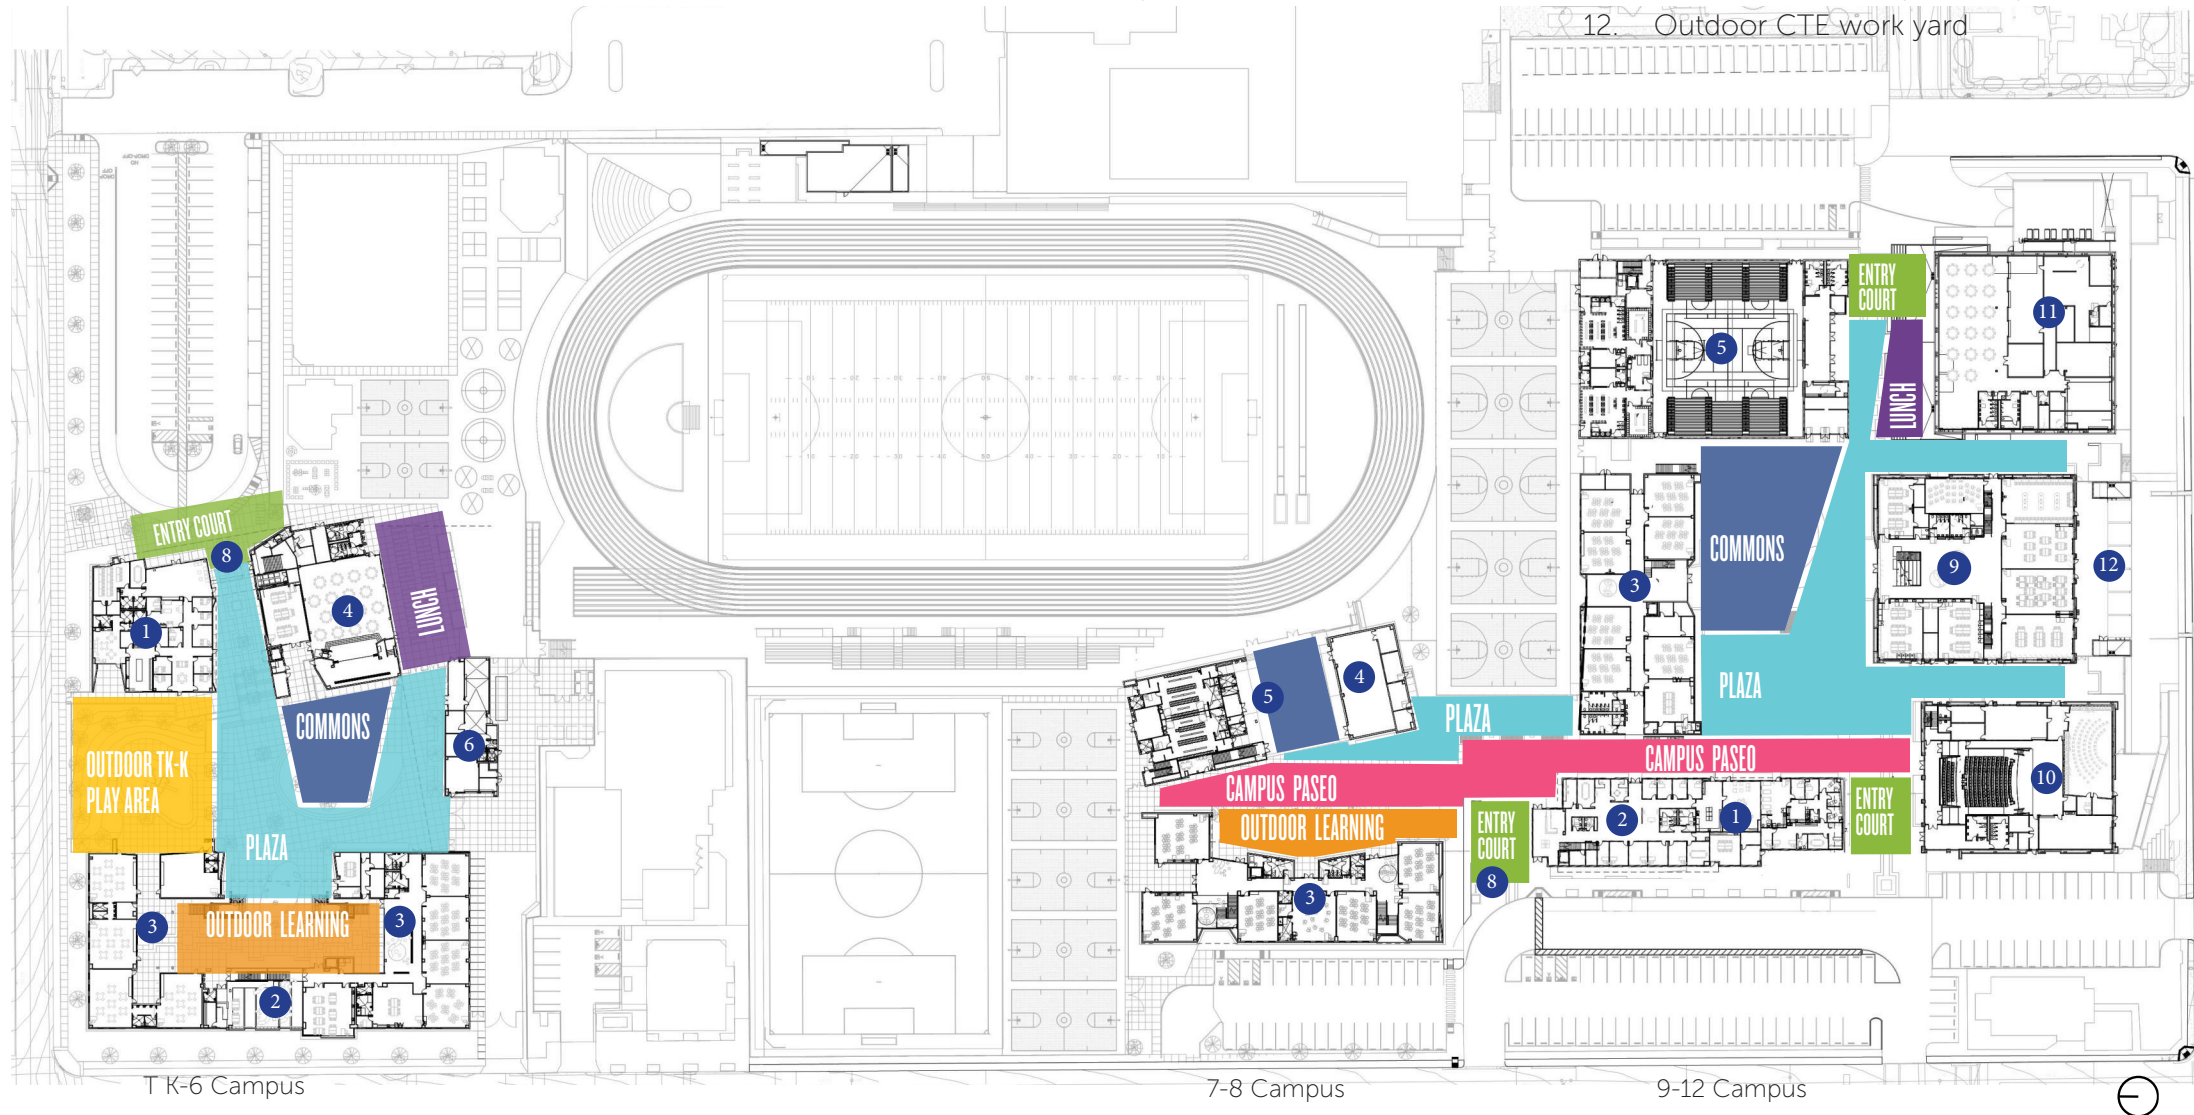 12. Outdoor CTE work yard
ENTRY
COURT
11
5
LUNCH
ENTRY COURT
8
COMMONS
9
12
3
4
LUNCH
1
4
5
PLAZA
PLAZA
COMMONS
6
OUTDOOR TK-K
PLAY AREA
CAMPUS PASEO
CAMPUS PASEO
10
OUTDOOR LEARNING
ENTRY
COURT
8
2
1
ENTRY
COURT
PLAZA
3
OUTDOOR LEARNING
3
3
2
T K-6 Campus
7-8 Campus
9-12 Campus